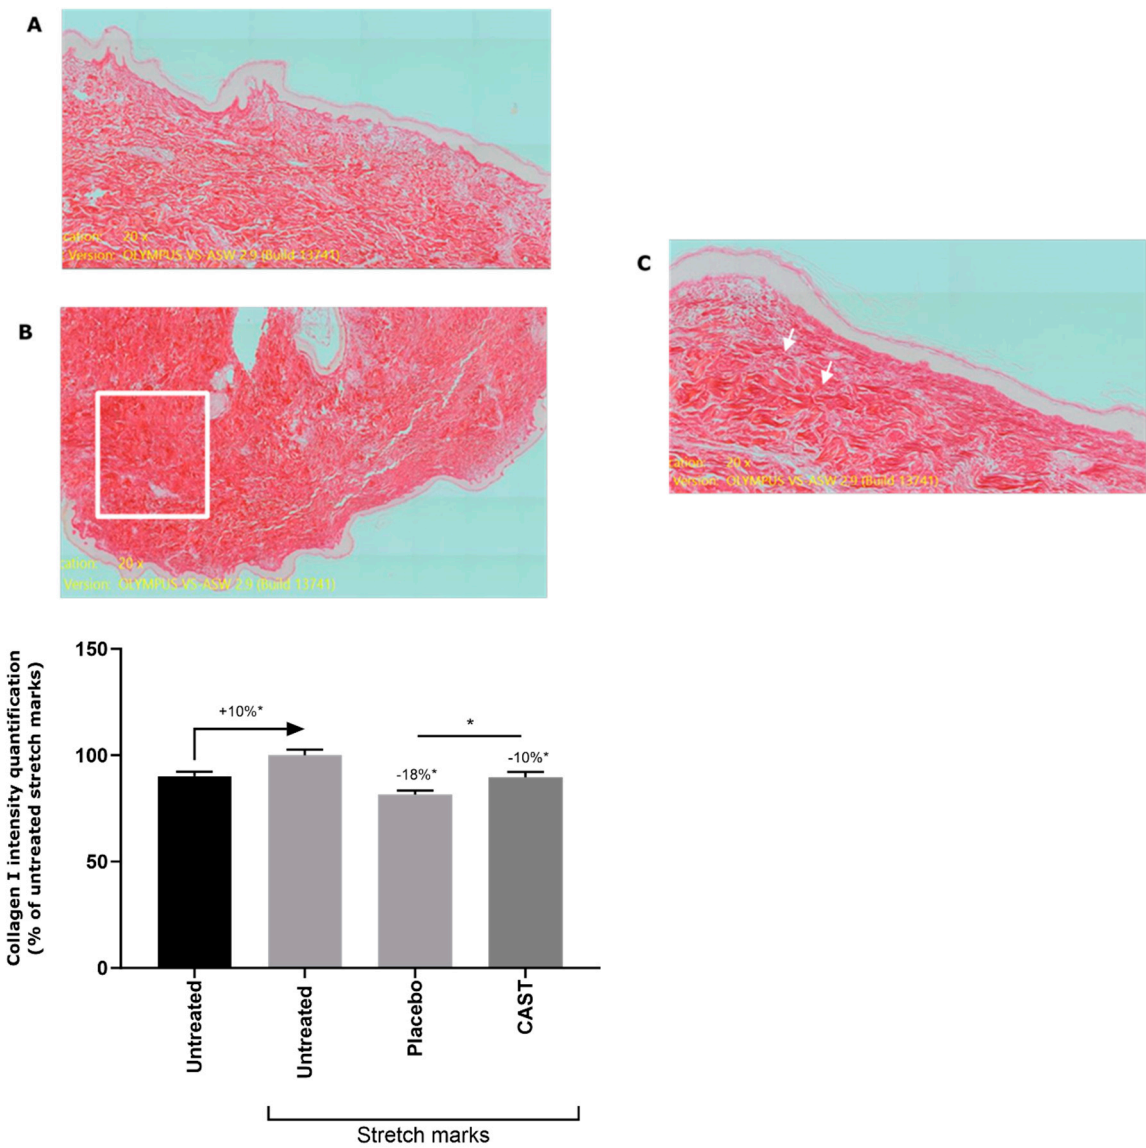 A
cation: 20 x
Version: OLYMPUS VS-ASW 2.9 (Build 13741)
B
cation: 20 x
Version: OLYMPUS VS-ASW 2.9 (Build 13741)
C
cation: 20 x
Version: OLYMPUS VS-ASW 2.9 (Build 13741)
Collagen I intensity quantification
(% of untreated stretch marks)
150
100
50
0
+10%*
-18%*
*
-10%*
Untreated
Untreated
Placebo
CAST
Stretch marks